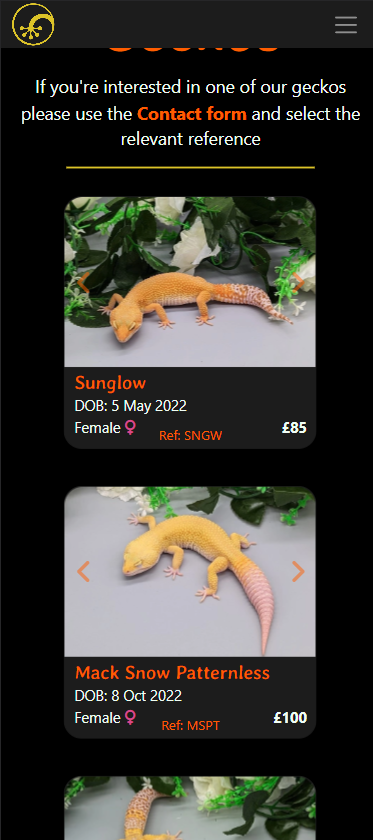 If you're interested in one of our geckos
please use the Contact form and select the
relevant reference
Sunglow
DOB: 5 May 2022
Female ♀
Ref: SNGW
£85
Mack Snow Patternless
DOB: 8 Oct 2022
Female ♀
Ref: MSPT
£100